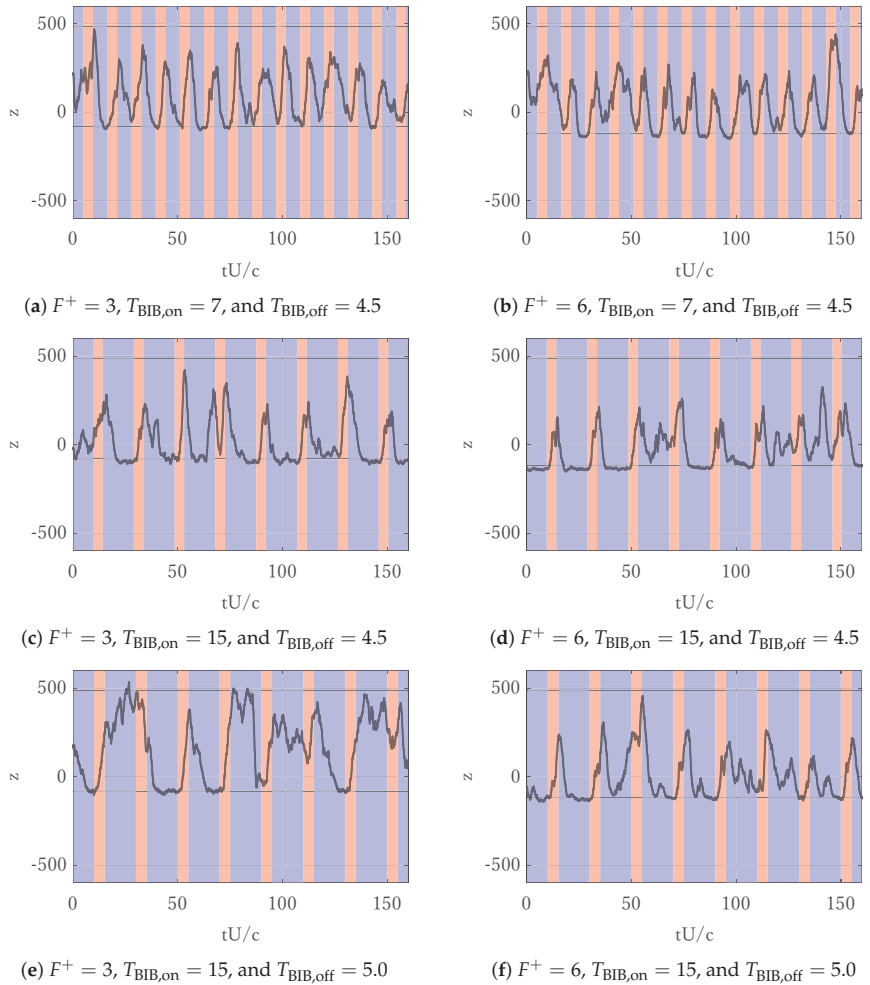 500
0
-500
z
0 50 100 150
tU/c
(a) F+ = 3, TBIB,on = 7, and TBIB,off = 4.5
500
0
-500
z
0 50 100 150
tU/c
(b) F+ = 6, TBIB,on = 7, and TBIB,off = 4.5
500
0
-500
z
0 50 100 150
tU/c
(c) F+ = 3, TBIB,on = 15, and TBIB,off = 4.5
500
0
-500
z
0 50 100 150
tU/c
(d) F+ = 6, TBIB,on = 15, and TBIB,off = 4.5
500
0
-500
z
0 50 100 150
tU/c
(e) F+ = 3, TBIB,on = 15, and TBIB,off = 5.0
500
0
-500
z
0 50 100 150
tU/c
(f) F+ = 6, TBIB,on = 15, and TBIB,off = 5.0